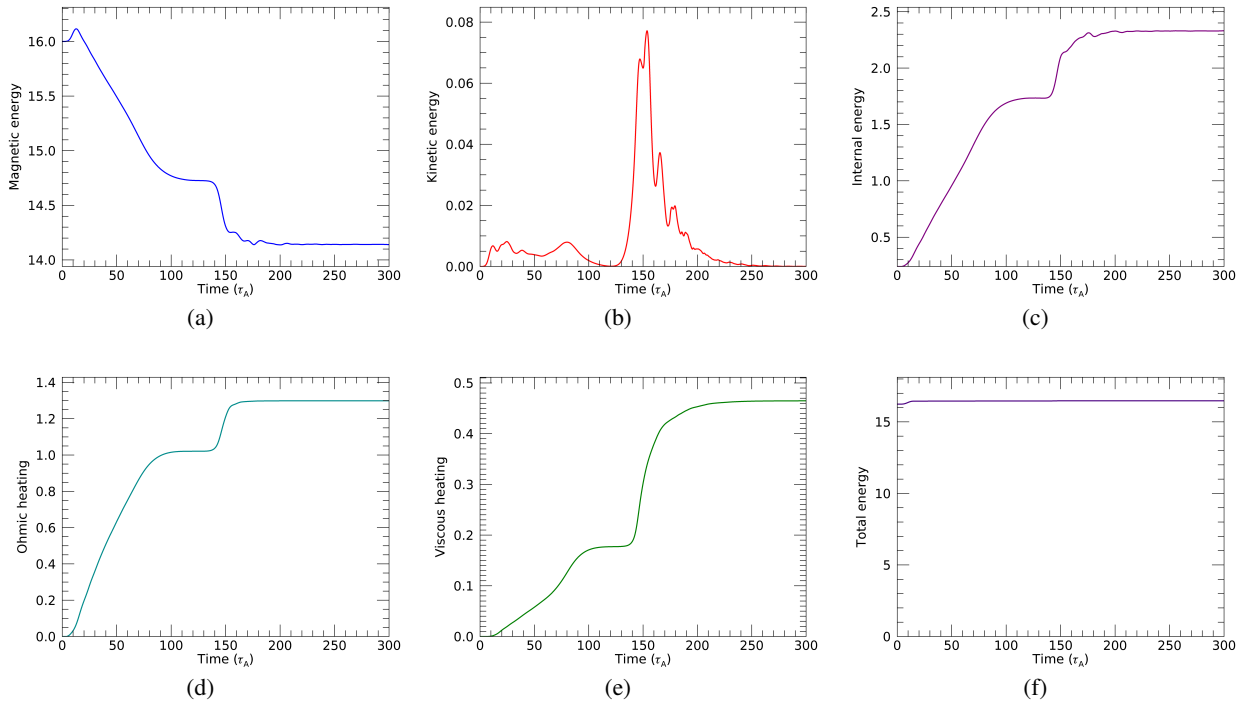 Magnetic energy
16.0
15.5
15.0
14.5
14.0
0 50 100 150 200 250 300
Time (τA)
(a)
Kinetic energy
0.08
0.06
0.04
0.02
0.00
0 50 100 150 200 250 300
Time (τA)
(b)
Internal energy
2.5
2.0
1.5
1.0
0.5
0 50 100 150 200 250 300
Time (τA)
(c)
Ohmic heating
1.4
1.2
1.0
0.8
0.6
0.4
0.2
0.0
0 50 100 150 200 250 300
Time (τA)
(d)
Viscous heating
0.5
0.4
0.3
0.2
0.1
0.0
0 50 100 150 200 250 300
Time (τA)
(e)
Total energy
15
10
5
0
0 50 100 150 200 250 300
Time (τA)
(f)